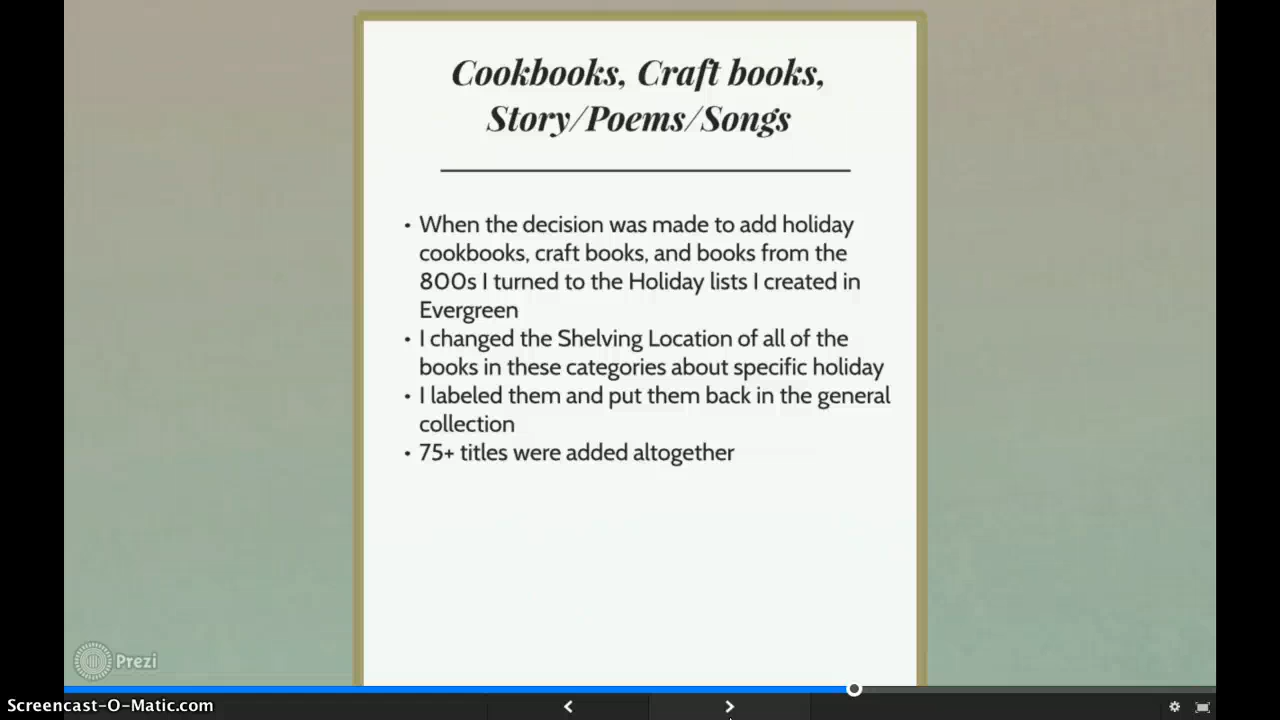 Cookbooks, Craft books,
Story/Poems/Songs
• When the decision was made to add holiday
cookbooks, craft books, and books from the
800s I turned to the Holiday lists I created in
Evergreen
• I changed the Shelving Location of all of the
books in these categories about specific holiday
• I labeled them and put them back in the general
collection
• 75+ titles were added altogether
Prezi
Screencast-O-Matic.com